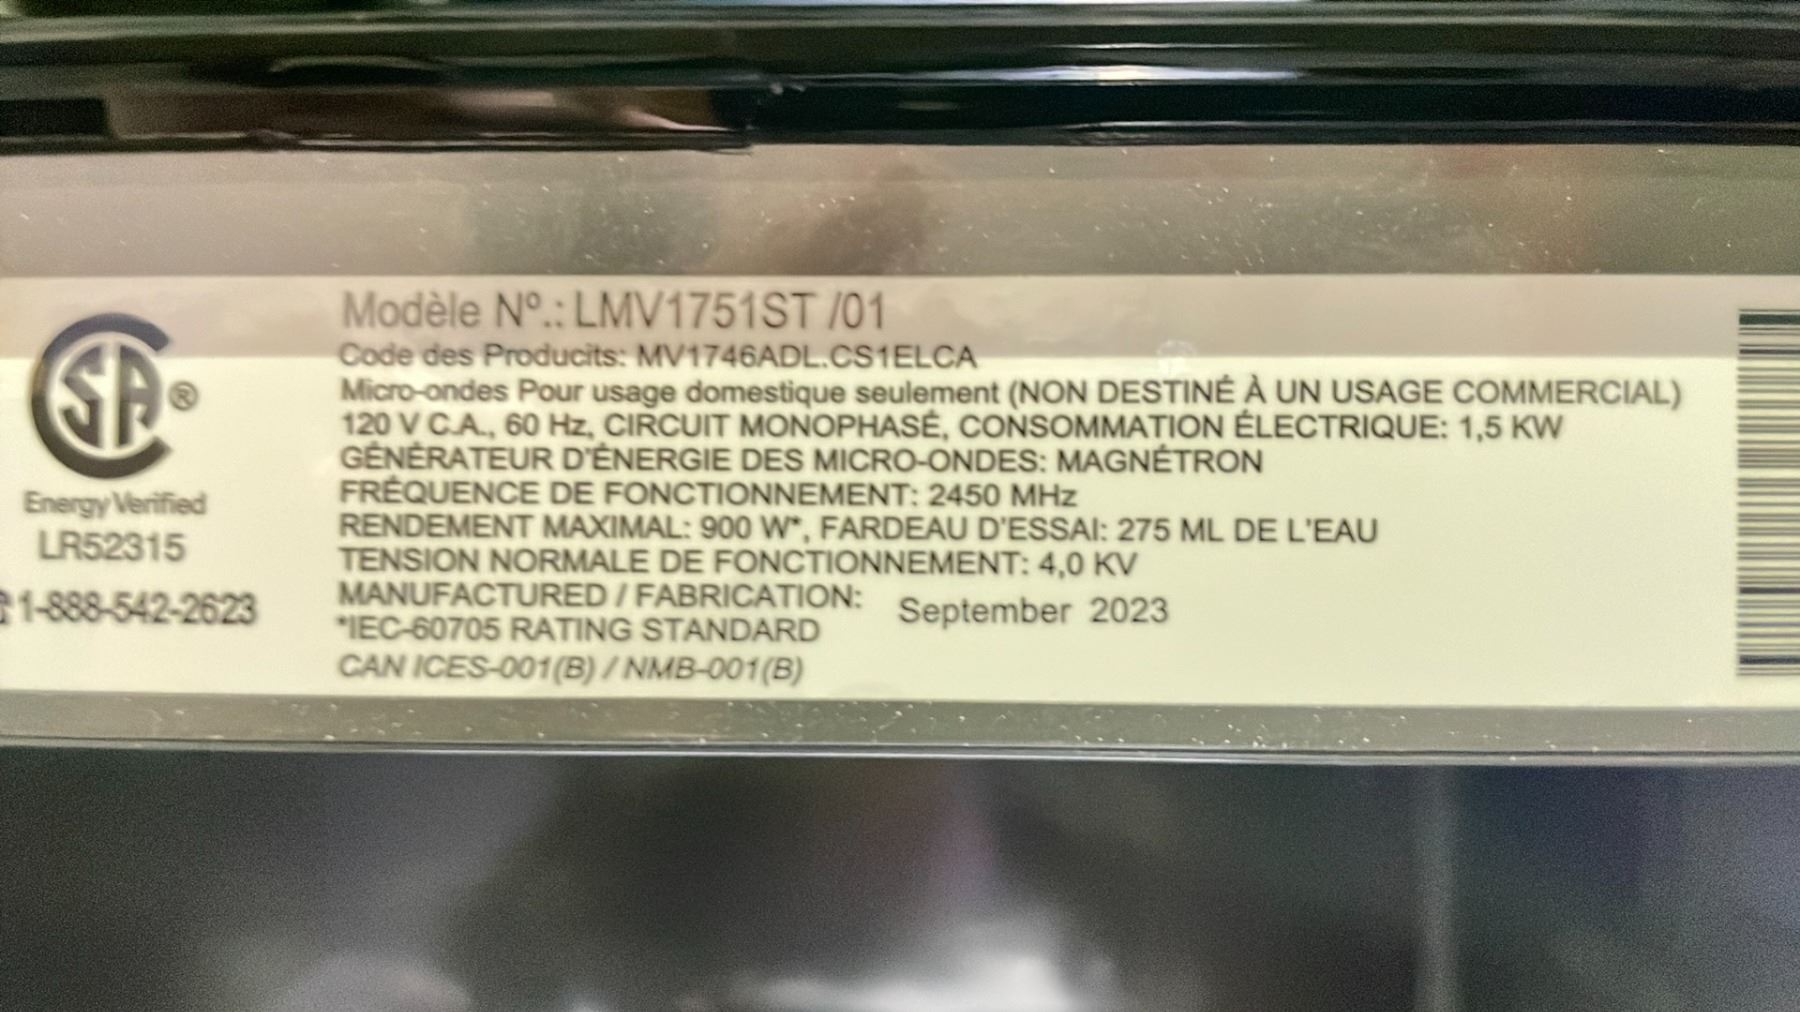 SA®
Energy Verified
LR52315
1-888-542-2623
Modèle Nº.: LMV1751ST /01
Code des Producits: MV1746ADL.CS1ELCA
Micro-ondes Pour usage domestique seulement (NON DESTINÉ À UN USAGE COMMERCIAL)
120 V C.A., 60 Hz, CIRCUIT MONOPHASÉ, CONSOMMATION ÉLECTRIQUE: 1,5 KW
GÉNÉRATEUR D'ÉNERGIE DES MICRO-ONDES: MAGNÉTRON
FRÉQUENCE DE FONCTIONNEMENT: 2450 MHz
RENDEMENT MAXIMAL: 900 W*, FARDEAU D'ESSAI: 275 ML DE L'EAU
TENSION NORMALE DE FONCTIONNEMENT: 4,0 KV
MANUFACTURED / FABRICATION: September 2023
*IEC-60705 RATING STANDARD
CAN ICES-001(B) / NMB-001(B)